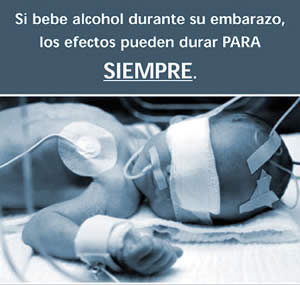 Si bebe alcohol durante su embarazo,
los efectos pueden durar PARA
SIEMPRE.